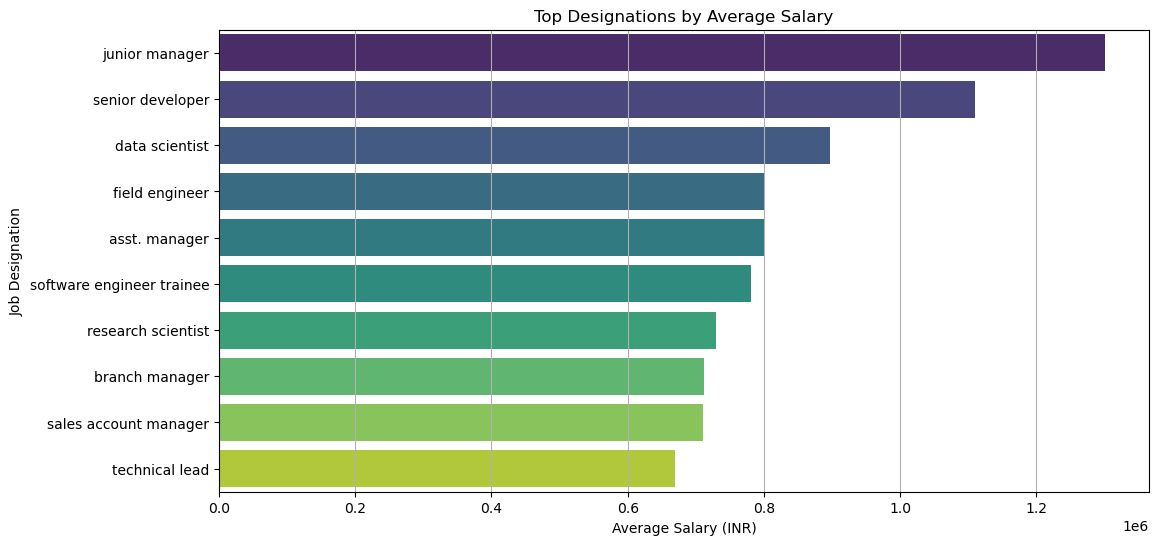 Top Designations by Average Salary
Job Designation
junior manager
senior developer
data scientist
field engineer
asst. manager
software engineer trainee
research scientist
branch manager
sales account manager
technical lead
0.0 0.2 0.4 0.6 0.8 1.0 1.2
1e6
Average Salary (INR)